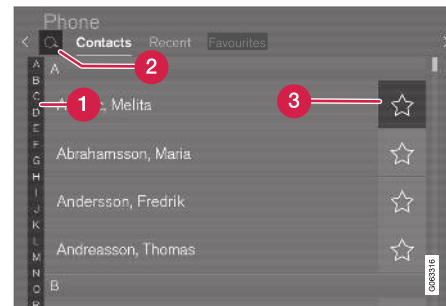 Phone
Contacts Recent Favourites
2
A
B
C
D
E
F
G
H
I
J
K
L
M
N
O
A
1
Melita
3
Abrahamsson, Maria
Andersson, Fredrik
Andreasson, Thomas
B
G063316